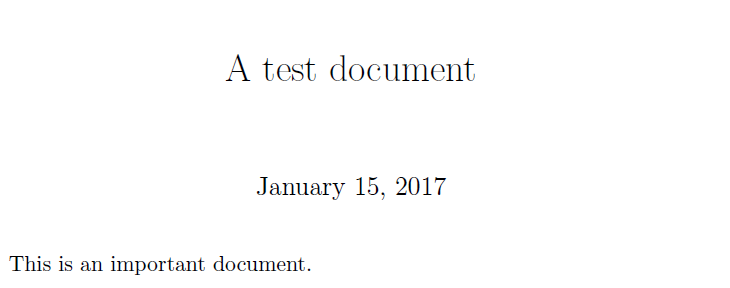 A test document
January 15, 2017
This is an important document.